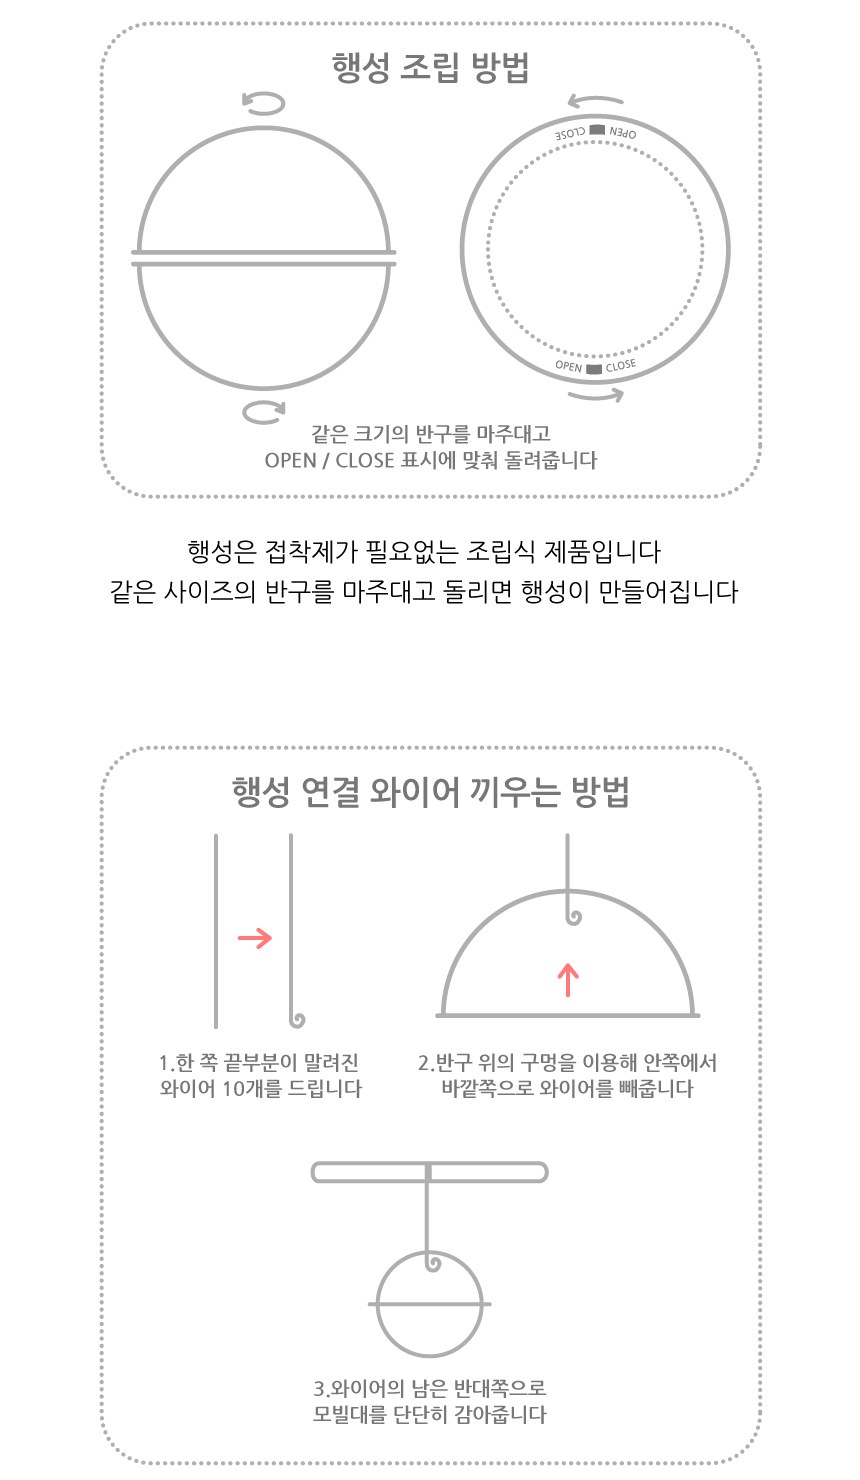 행성 조립 방법
OPEN CLOSE
OPEN CLOSE
같은 크기의 반구를 마주대고
OPEN / CLOSE 표시에 맞춰 돌려줍니다
행성은 접착제가 필요없는 조립식 제품입니다
같은 사이즈의 반구를 마주대고 돌리면 행성이 만들어집니다
행성 연결 와이어 끼우는 방법
1.한 쪽 끝부분이 말려진
와이어 10개를 드립니다
2.반구 위의 구멍을 이용해 안쪽에서
바깥쪽으로 와이어를 빼줍니다
3.와이어의 남은 반대쪽으로
모빌대를 단단히 감아줍니다